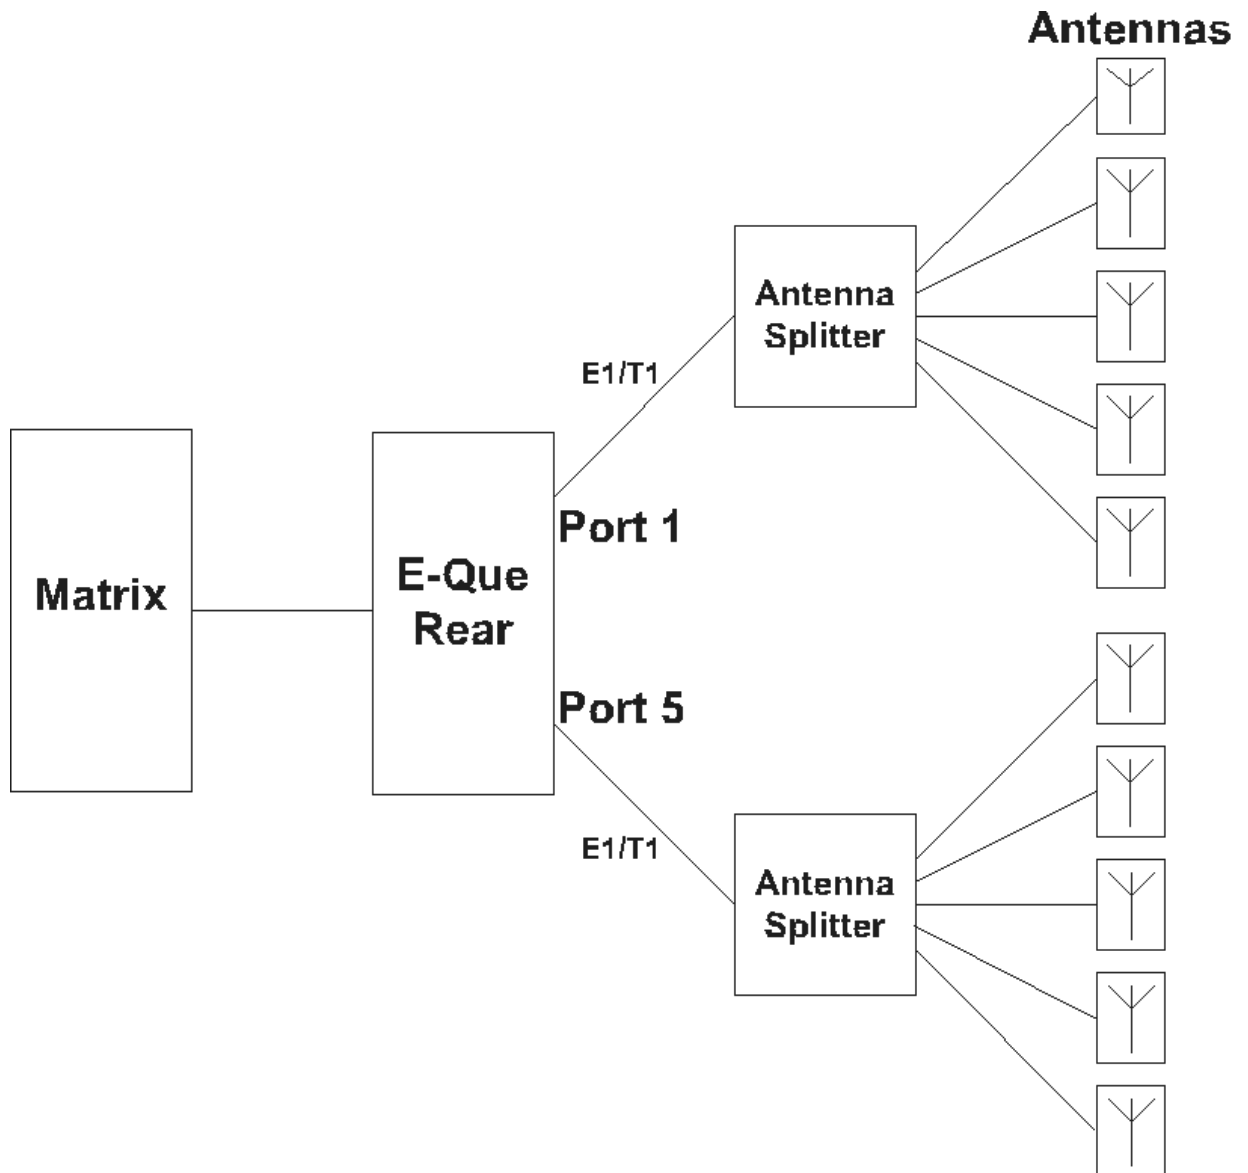 Antennas
Antenna
Splitter
E1/T1
Matrix
E-Que
Rear
Port 1
Port 5
E1/T1
Antenna
Splitter